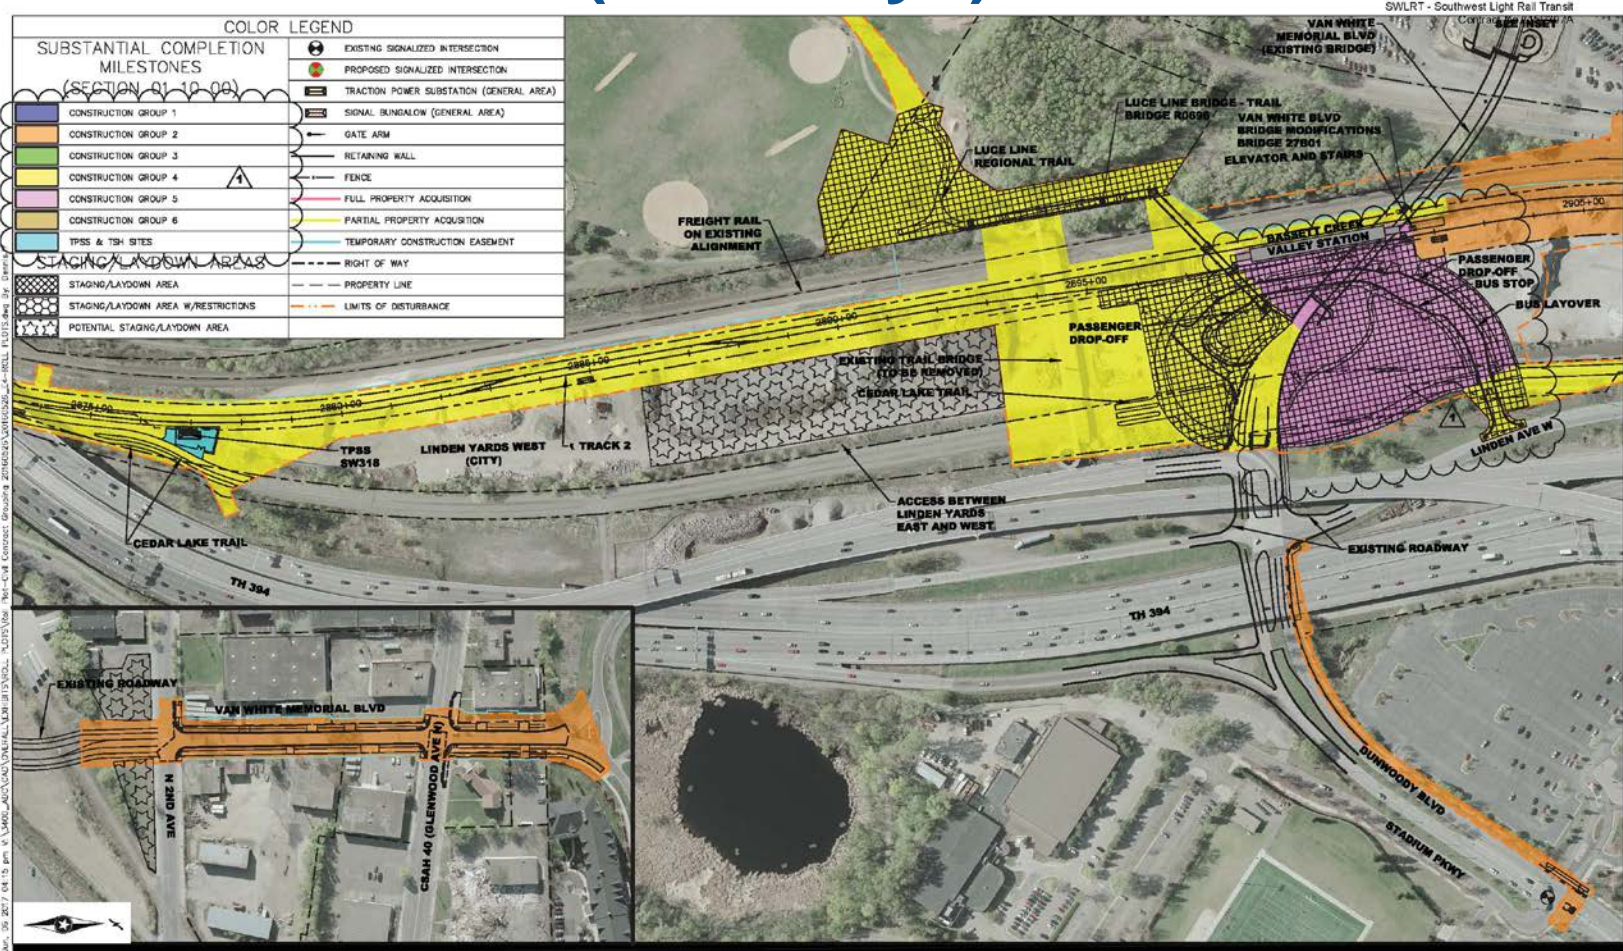 SWLRT - Southwest Light Rail Transit
COLOR LEGEND
SUBSTANTIAL COMPLETION
MILESTONES
(SECTION 01 10 00)
CONSTRUCTION GROUP 1
CONSTRUCTION GROUP 2
CONSTRUCTION GROUP 3
CONSTRUCTION GROUP 4
1
CONSTRUCTION GROUP 5
CONSTRUCTION GROUP 6
TPSS & TSH SITES
STAGING/LAYDOWN AREAS
STAGING/LAYDOWN AREA
STAGING/LAYDOWN AREA W/RESTRICTIONS
POTENTIAL STAGING/LAYDOWN AREA
EXISTING SIGNALIZED INTERSECTION
PROPOSED SIGNALIZED INTERSECTION
TRACTION POWER SUBSTATION (GENERAL AREA)
SIGNAL BUNGALOW (GENERAL AREA)
GATE ARM
RETAINING WALL
FENCE
FULL PROPERTY ACQUISITION
PARTIAL PROPERTY ACQUSITION
TEMPORARY CONSTRUCTION EASEMENT
RIGHT OF WAY
PROPERTY LINE
LIMITS OF DISTURBANCE
VAN WHITE
MEMORIAL BLVD
(EXISTING BRIDGE)
SEE INSET
LUCE LINE BRIDGE - TRAIL
BRIDGE R0696
VAN WHITE BLVD
BRIDGE MODIFICATIONS
BRIDGE 27B01
ELEVATOR AND STAIRS
LUCE LINE
REGIONAL TRAIL
FREIGHT RAIL
ON EXISTING
ALIGNMENT
BASSETT CREEK
VALLEY STATION
2905+00
PASSENGER
DROP-OFF
BUS STOP
BUS LAYOVER
2895+00
2890+00
2885+00
2880+00
2875+00
PASSENGER
DROP-OFF
EXISTING TRAIL BRIDGE
(TO BE REMOVED)
CEDAR LAKE TRAIL
1
LINDEN AVE W
TPSS
SW318
LINDEN YARDS WEST
(CITY)
TRACK 2
ACCESS BETWEEN
LINDEN YARDS
EAST AND WEST
CEDAR LAKE TRAIL
EXISTING ROADWAY
TH 394
TH 394
EXISTING ROADWAY
VAN WHITE MEMORIAL BLVD
N 2ND AVE
CSAH 40 (GLENWOOD AVE N)
DUNWOODY BLVD
STADIUM PKWY